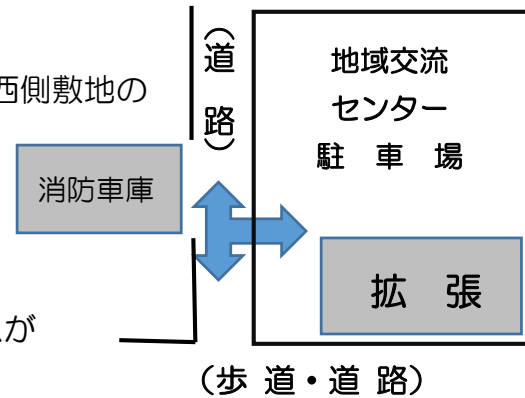 西側敷地の
(道 路)
地域交流
センター
駐 車 場
消防車庫
拡 張
が
(歩 道・道 路)